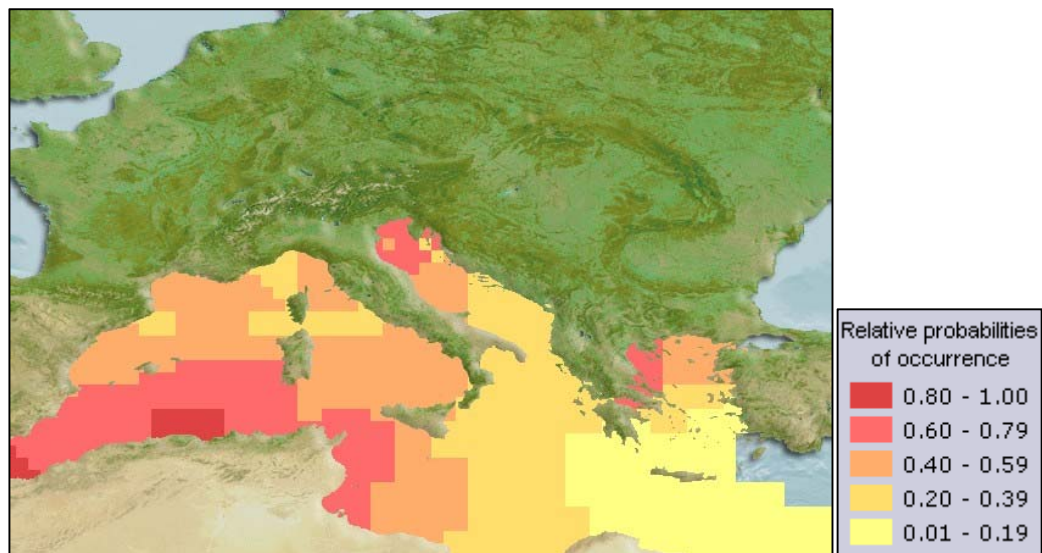 Relative probabilities
of occurrence
0.80 - 1.00
0.60 - 0.79
0.40 - 0.59
0.20 - 0.39
0.01 - 0.19